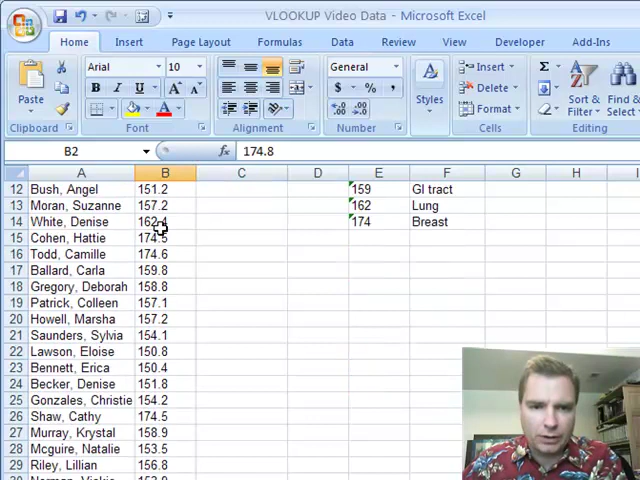 VLOOKUP Video Data - Microsoft Excel
Home Insert Page Layout Formulas Data Review View Developer Add-Ins
Paste
Clipboard
Arial 10
B I U
A A
Font
Alignment
General
$ % ,
Number
Styles
Insert
Delete
Format
Cells
Σ
Sort &
Filter
Find &
Select
Editing
B2 174.8
A B C D E F G H I
12 Bush, Angel 151.2 159 GI tract
13 Moran, Suzanne 157.2 162 Lung
14 White, Denise 162.4 174 Breast
15 Cohen, Hattie 174.5
16 Todd, Camille 174.6
17 Ballard, Carla 159.8
18 Gregory, Deborah 158.8
19 Patrick, Colleen 157.1
20 Howell, Marsha 157.2
21 Saunders, Sylvia 154.1
22 Lawson, Eloise 150.8
23 Bennett, Erica 150.4
24 Becker, Denise 151.8
25 Gonzales, Christie 154.2
26 Shaw, Cathy 174.5
27 Murray, Krystal 158.9
28 Mcguire, Natalie 153.5
29 Riley, Lillian 156.8